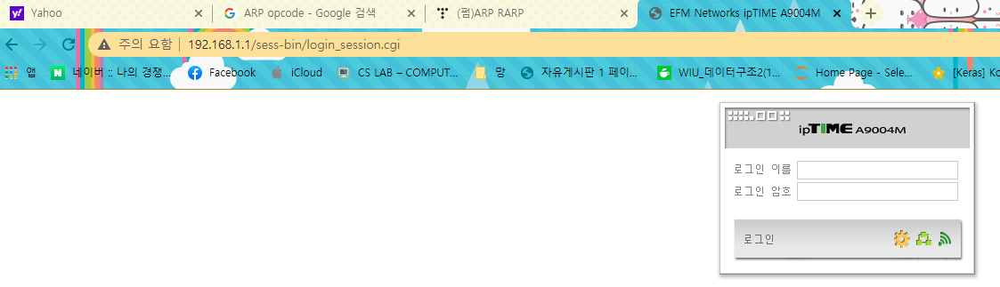 Yahoo
ARP opcode - Google 검색
(펌)ARP RARP
EFM Networks ipTIME A9004M
주의 요함 | 192.168.1.1/sess-bin/login_session.cgi
앱
네이버 :: 나의 경쟁...
Facebook
iCloud
CS LAB – COMPUT...
망
자유게시판 1 페이...
WIU_데이터구조2(1...
Home Page - Sele...
[Keras] Ko
ipTIME A9004M
로그인 이름
로그인 암호
로그인